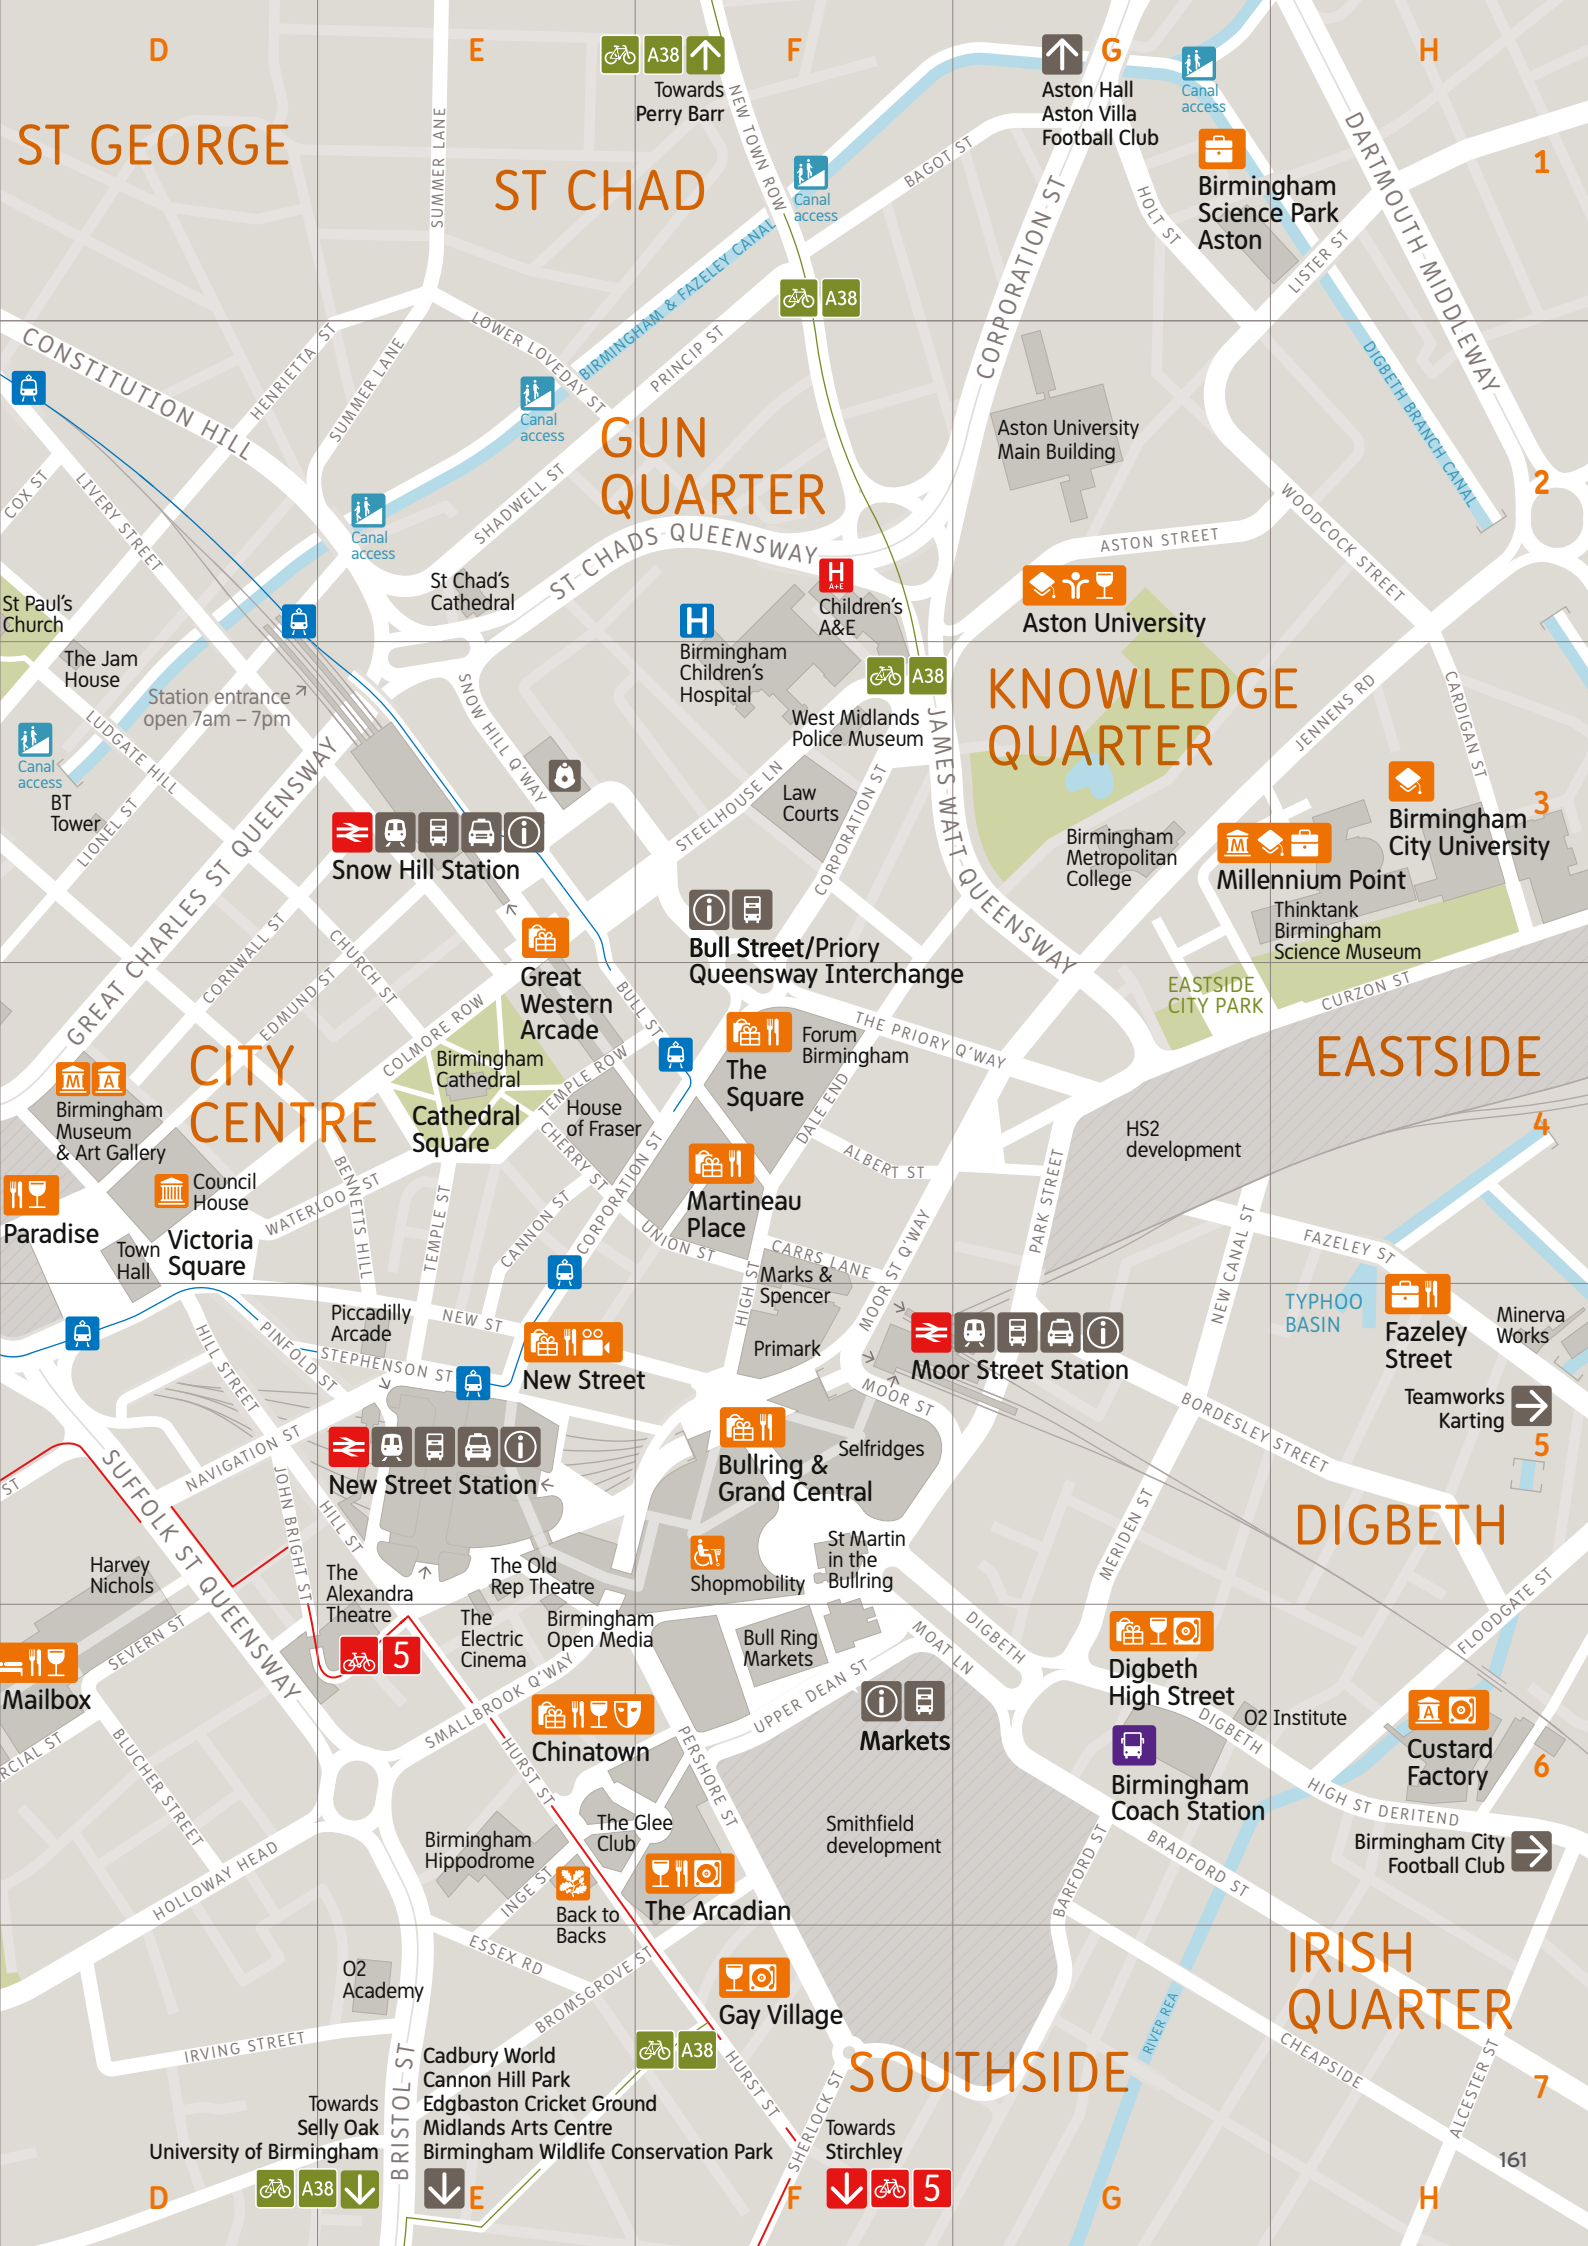 D
E
F
G
H
A38
Towards
Perry Barr
Aston Hall
Aston Villa
Football Club
Canal
access
ST GEORGE
ST CHAD
SUMMER LANE
NEW TOWN ROW
Canal
access
BAGOT ST
CORPORATION ST
HOLT ST
Birmingham
Science Park
Aston
LISTER ST
DARTMOUTH MIDDLEWAY
1
BIRMINGHAM & FAZELEY CANAL
A38
CONSTITUTION HILL
HENRIETTA ST
SUMMER LANE
LOWER LOVEDAY ST
PRINCIP ST
Canal
access
GUN
QUARTER
Aston University
Main Building
DIGBETH BRANCH CANAL
2
COX ST
LIVERY STREET
Canal
access
SHADWELL ST
ST CHADS QUEENSWAY
ASTON STREET
WOODCOCK STREET
St Paul's
Church
St Chad's
Cathedral
H
A+E
Children's
A&E
H
Birmingham
Children's
Hospital
Aston University
The Jam
House
Station entrance
open 7am – 7pm
SNOW HILL Q'WAY
A38
West Midlands
Police Museum
KNOWLEDGE
QUARTER
JENNENS RD
CARDIGAN ST
Canal
access
LUDGATE HILL
BT
Tower
LIONEL ST
GREAT CHARLES ST QUEENSWAY
Snow Hill Station
STEELHOUSE LN
Law
Courts
CORPORATION ST
JAMES WATT QUEENSWAY
Birmingham
Metropolitan
College
M
Millennium Point
Thinktank
Birmingham
Science Museum
Birmingham
City University
3
CORNWALL ST
CHURCH ST
EDMUND ST
Great
Western
Arcade
Bull Street/Priory
Queensway Interchange
EASTSIDE
CITY PARK
CURZON ST
COLMORE ROW
BULL ST
THE PRIORY Q'WAY
The
Square
Forum
Birmingham
EASTSIDE
CITY
CENTRE
M
A
Birmingham
Museum
& Art Gallery
Birmingham
Cathedral
Cathedral
Square
TEMPLE ROW
House
of Fraser
CHERRY ST
DALE END
HS2
development
4
Council
House
Paradise
Town
Hall
Victoria
Square
WATERLOO ST
BENNETTS HILL
TEMPLE ST
CANNON ST
CORPORATION ST
Martineau
Place
ALBERT ST
UNION ST
CARRS LANE
MOOR ST Q'WAY
PARK STREET
NEW CANAL ST
FAZELEY ST
HIGH ST
Marks &
Spencer
Primark
TYPHOO
BASIN
Fazeley
Street
Minerva
Works
Piccadilly
Arcade
NEW ST
HILL STREET
PINFOLD ST
STEPHENSON ST
New Street
Moor Street Station
MOOR ST
BORDESLEY STREET
Teamworks
Karting
5
ST
SUFFOLK ST QUEENSWAY
NAVIGATION ST
JOHN BRIGHT ST
HILL ST
New Street Station
Bullring &
Grand Central
Selfridges
MERIDEN ST
DIGBETH
Harvey
Nichols
The
Alexandra
Theatre
The Old
Rep Theatre
Shopmobility
St Martin
in the
Bullring
FLOODGATE ST
SEVERN ST
5
The
Electric
Cinema
Birmingham
Open Media
Bull Ring
Markets
MOAT LN
DIGBETH
Digbeth
High Street
Mailbox
SMALLBROOK Q'WAY
UPPER DEAN ST
Markets
DIGBETH
O2 Institute
A
Custard
Factory
6
RCIAL ST
BLUCHER STREET
HURST ST
Chinatown
PERSHORE ST
Birmingham
Coach Station
HIGH ST DERITEND
Birmingham
Hippodrome
The Glee
Club
Smithfield
development
BARFORD ST
BRADFORD ST
Birmingham City
Football Club
HOLLOWAY HEAD
INGE ST
Back to
Backs
The Arcadian
ESSEX RD
O2
Academy
BROMSGROVE ST
Gay Village
IRISH
QUARTER
IRVING STREET
BRISTOL ST
A38
HURST ST
SHERLOCK ST
SOUTHSIDE
RIVER REA
CHEAPSIDE
ALCESTER ST
7
Towards
Selly Oak
University of Birmingham
A38
Cadbury World
Cannon Hill Park
Edgbaston Cricket Ground
Midlands Arts Centre
Birmingham Wildlife Conservation Park
Towards
Stirchley
5
161
D
E
F
G
H